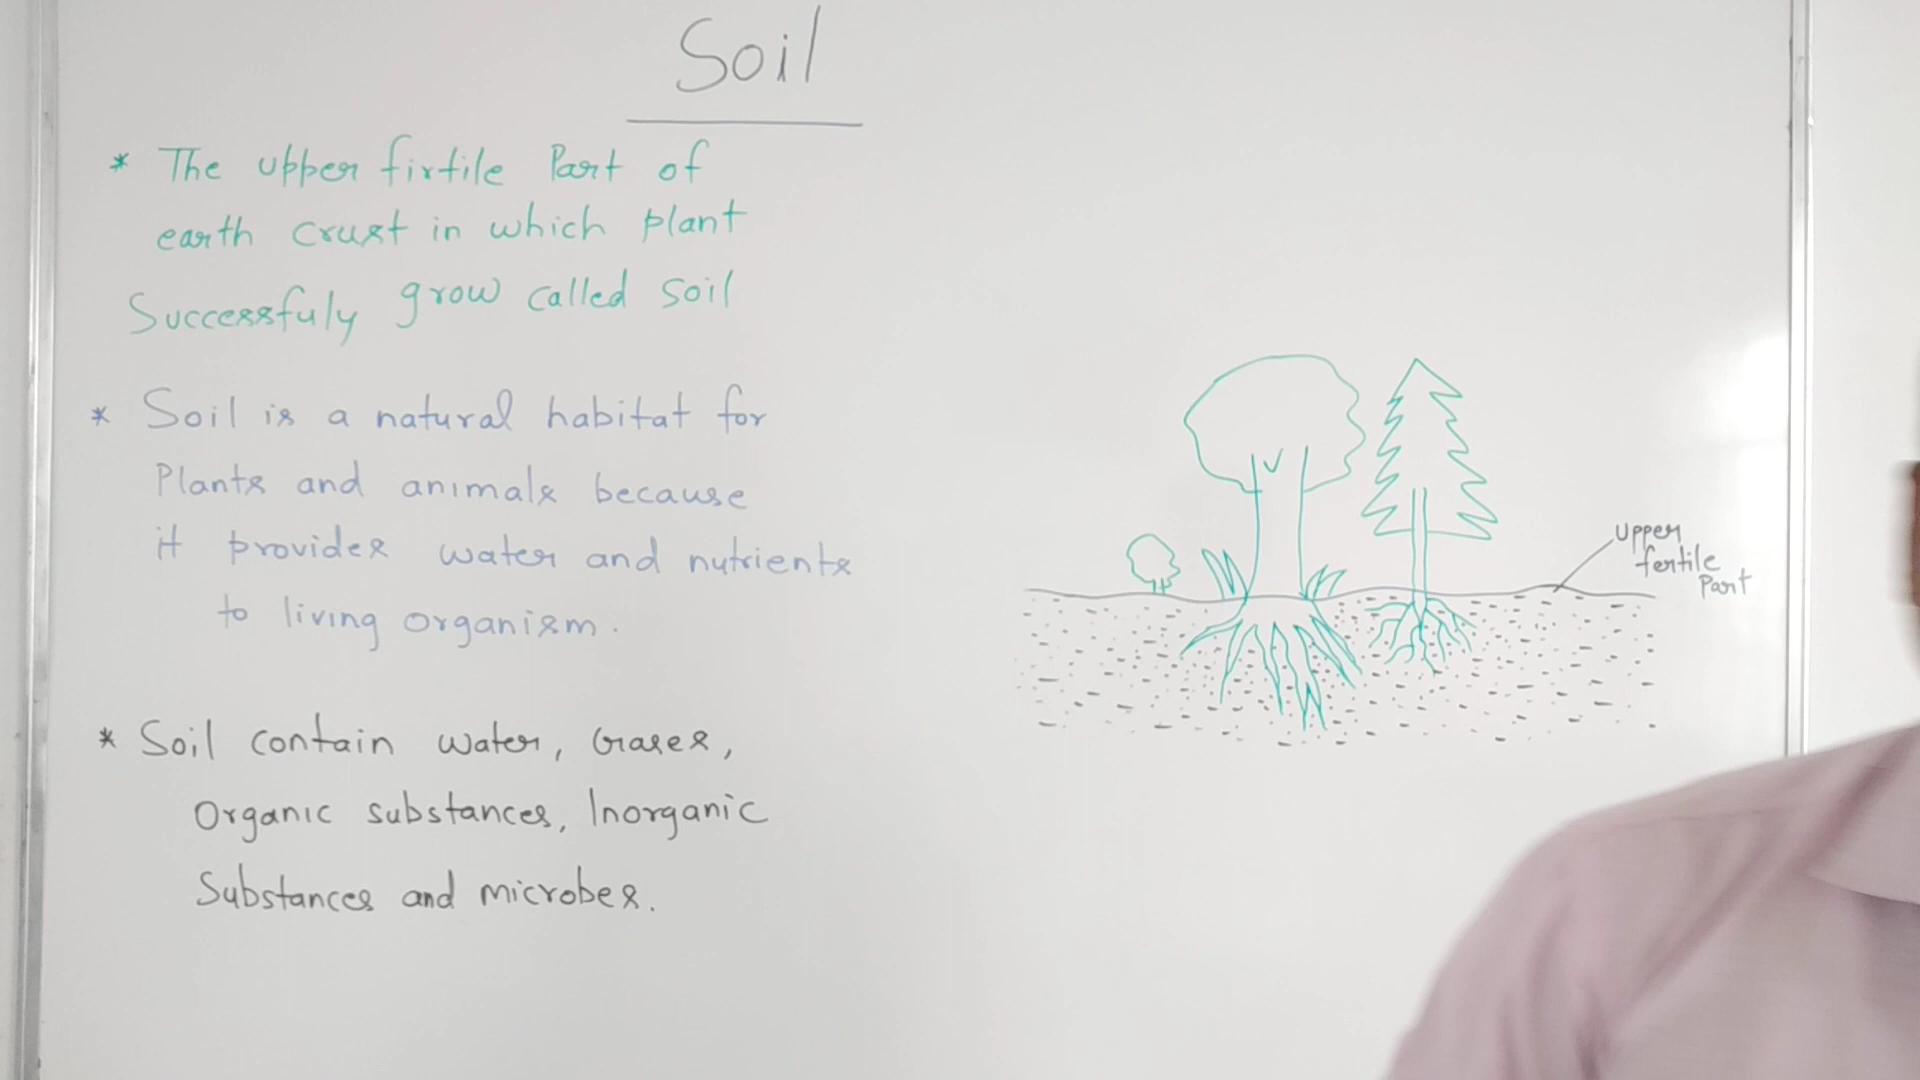 Soil
* The upper firtile Part of
earth crust in which plant
Successfuly grow called soil
* Soil is a natural habitat for
Plants and animals because
it provides water and nutrients
to living organism.
* Soil contain water, Gases,
Organic substances, Inorganic
Substances and microbes.
upper
fertile
Part